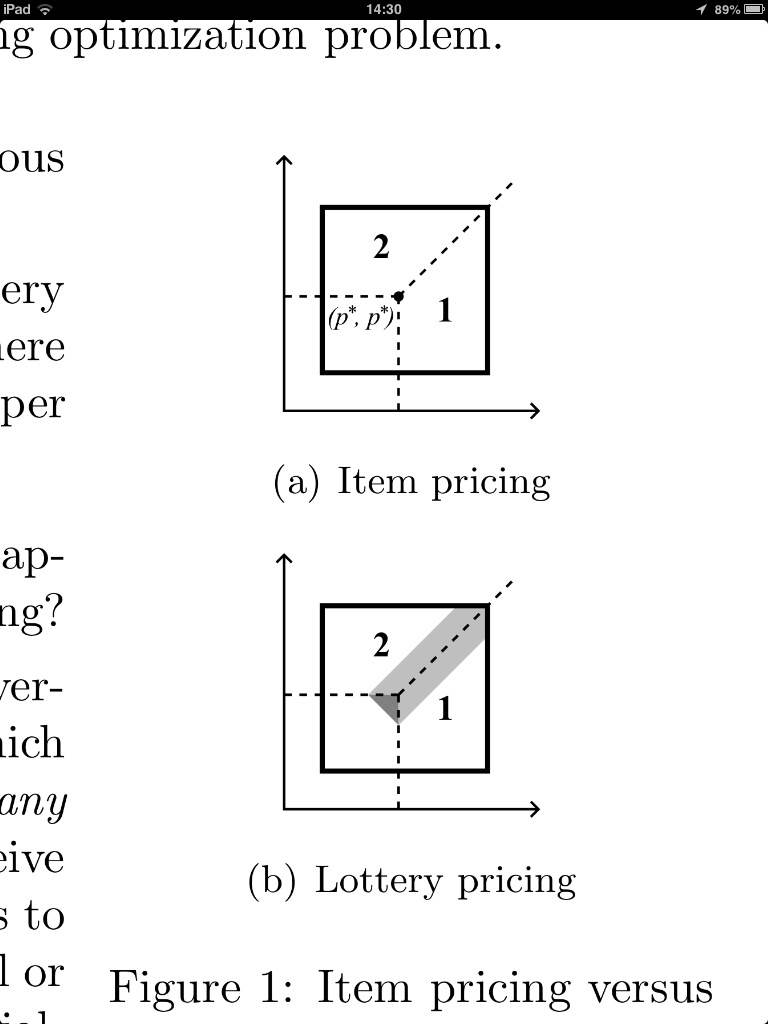 iPad 14:30 89%
ng optimization problem.
ous
ery
here
per
2
1
(p*, p*)
(a) Item pricing
ap-
ng?
ver-
hich
any
eive
s to
l or
2
1
(b) Lottery pricing
Figure 1: Item pricing versus